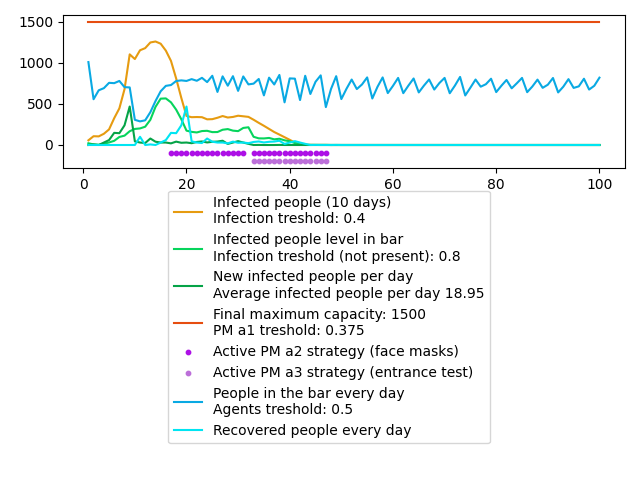 1500
1000
500
0
0 20 40 60 80 100
Infected people (10 days)
Infection treshold: 0.4
Infected people level in bar
Infection treshold (not present): 0.8
New infected people per day
Average infected people per day 18.95
Final maximum capacity: 1500
PM a1 treshold: 0.375
Active PM a2 strategy (face masks)
Active PM a3 strategy (entrance test)
People in the bar every day
Agents treshold: 0.5
Recovered people every day